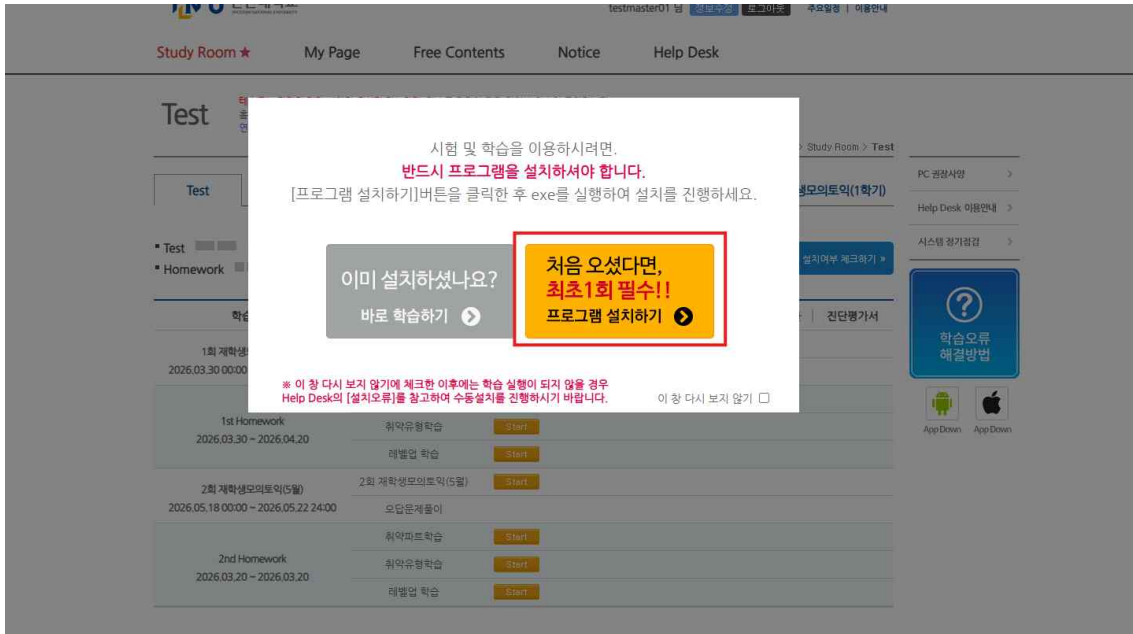 testmaster01 님 정보수정 로그아웃 주요일정 | 이용안내
Study Room ★ My Page Free Contents Notice Help Desk
Test
시험 및 학습을 이용하시려면.
반드시 프로그램을 설치하셔야 합니다.
[프로그램 설치하기]버튼을 클릭한 후 exe를 실행하여 설치를 진행하세요.
이미 설치하셨나요?
바로 학습하기
처음 오셨다면,
최초1회 필수!!
프로그램 설치하기
※ 이 창 다시 보지 않기에 체크한 이후에는 학습 실행이 되지 않을 경우
Help Desk의 [설치오류]를 참고하여 수동설치를 진행하시기 바랍니다.
이 창 다시 보지 않기
> Study Room > Test
Test
생모의토익(1학기)
Test
Homework
설치여부 체크하기 »
진단평가서
1회 재학생
2026.03.30 00:00
1st Homework
2026.03.30 ~ 2026.04.20
취약유형학습 Start
레벨업 학습 Start
2회 재학생모의토익(5월)
2026.05.18 00:00 ~ 2026.05.22 24:00
2회 재학생모의토익(5월) Start
오답문제풀이
2nd Homework
2026.03.20 ~ 2026.03.20
취약파트학습 Start
취약유형학습 Start
레벨업 학습 Start
PC 권장사양 >
Help Desk 이용안내 >
시스템 정기점검 >
?
학습오류
해결방법
App Down App Down